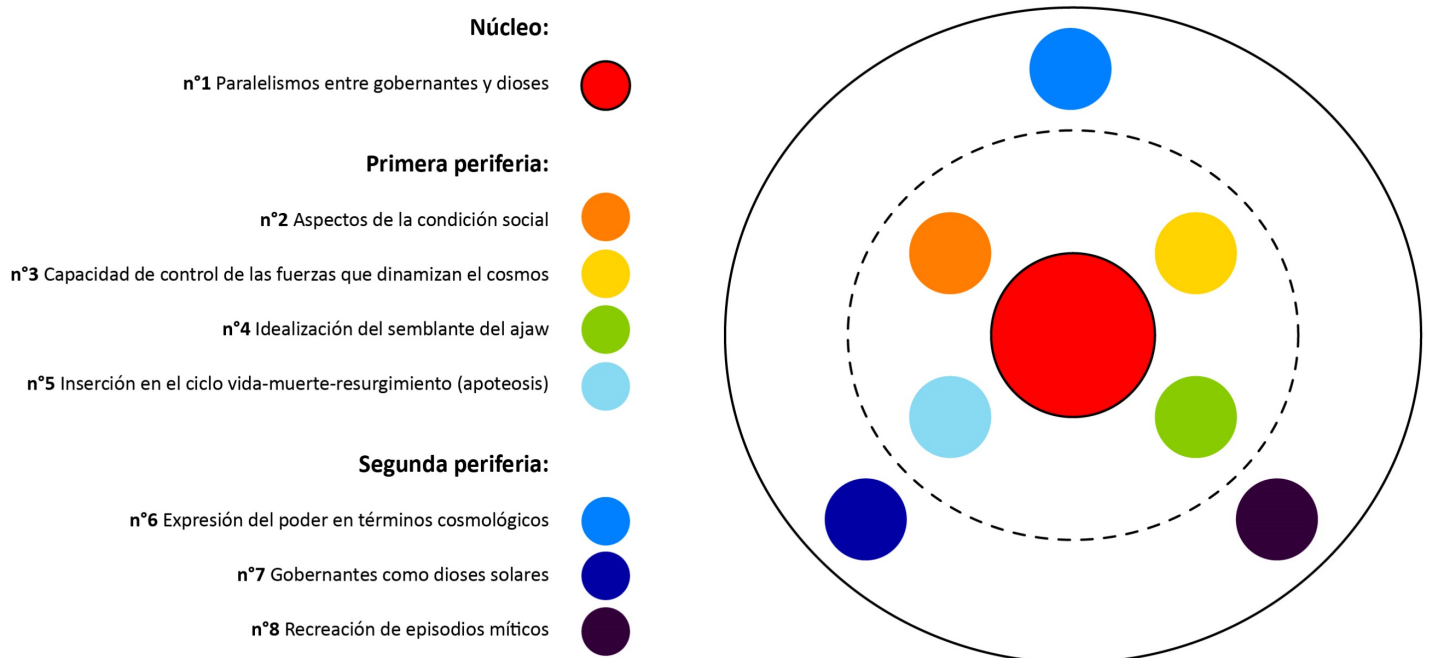 Núcleo:
n°1 Paralelismos entre gobernantes y dioses
Primera periferia:
n°2 Aspectos de la condición social
n°3 Capacidad de control de las fuerzas que dinamizan el cosmos
n°4 Idealización del semblante del ajaw
n°5 Inserción en el ciclo vida-muerte-resurgimiento (apoteosis)
Segunda periferia:
n°6 Expresión del poder en términos cosmológicos
n°7 Gobernantes como dioses solares
n°8 Recreación de episodios míticos